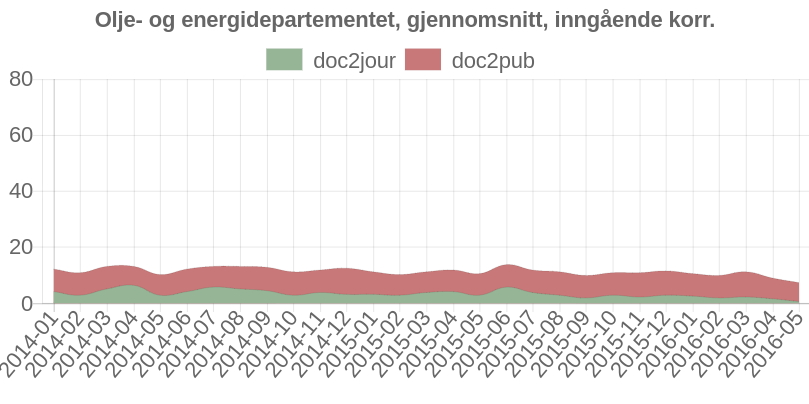 Olje- og energidepartementet, gjennomsnitt, inngående korr.
doc2jour doc2pub
80
60
40
20
0
2014-01 2014-02 2014-03 2014-04 2014-05 2014-06 2014-07 2014-08 2014-09 2014-10 2014-11 2014-12 2015-01 2015-02 2015-03 2015-04 2015-05 2015-06 2015-07 2015-08 2015-09 2015-10 2015-11 2015-12 2016-01 2016-02 2016-03 2016-04 2016-05